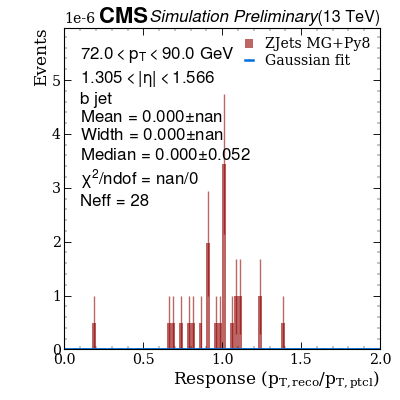 1e-6 CMS Simulation Preliminary (13 TeV)
Events
72.0 < p_T < 90.0 GeV
1.305 < |η| < 1.566
b jet
Mean = 0.000±nan
Width = 0.000±nan
Median = 0.000±0.052
χ²/ndof = nan/0
Neff = 28
ZJets MG+Py8
Gaussian fit
5
4
3
2
1
0
0.0 0.5 1.0 1.5 2.0
Response (p_T,reco/p_T,ptcl)